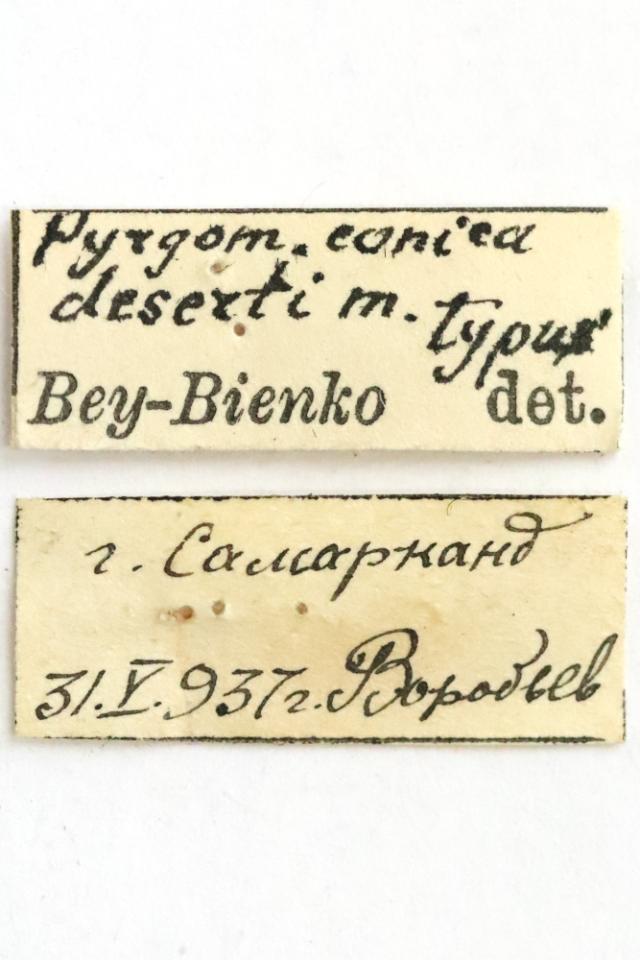 Pyrgom. conica
deserti m. typus
Bey-Bienko det.
г. Самарканд
31.V.937г. Воробьев